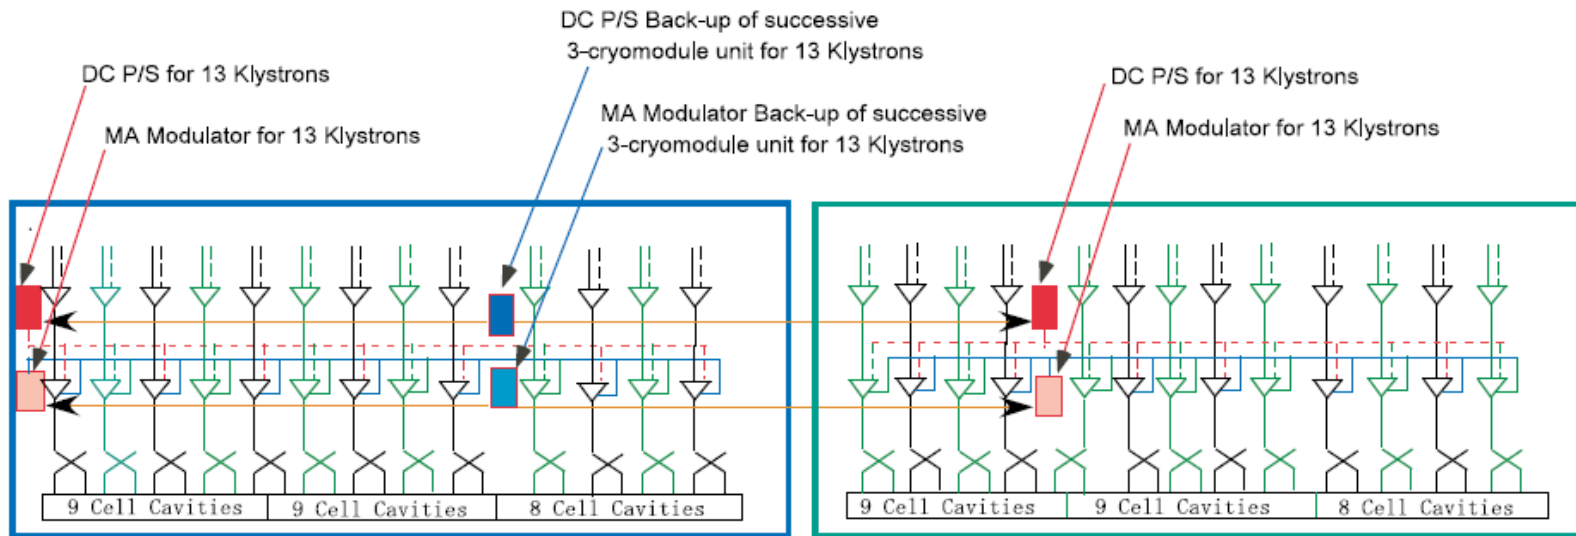 DC P/S Back-up of successive
3-cryomodule unit for 13 Klystrons
DC P/S for 13 Klystrons
DC P/S for 13 Klystrons
MA Modulator Back-up of successive
3-cryomodule unit for 13 Klystrons
MA Modulator for 13 Klystrons
MA Modulator for 13 Klystrons
9 Cell Cavities
9 Cell Cavities
8 Cell Cavities
9 Cell Cavities
9 Cell Cavities
8 Cell Cavities